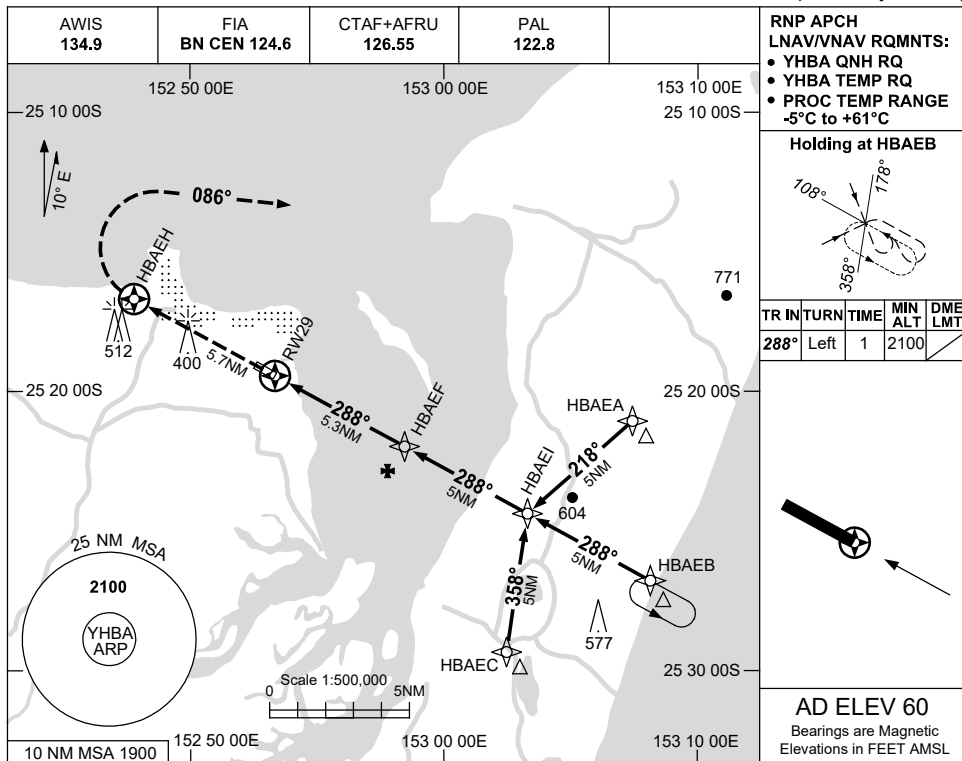 AWIS
134.9
FIA
BN CEN 124.6
CTAF+AFRU
126.55
PAL
122.8
RNP APCH
LNAV/VNAV RQMNTS:
• YHBA QNH RQ
• YHBA TEMP RQ
• PROC TEMP RANGE
-5°C to +61°C
Holding at HBAEB
108°
178°
358°
TR IN TURN TIME MIN ALT DME LMT
288° Left 1 2100
152 50 00E
153 00 00E
153 10 00E
25 10 00S
25 10 00S
10° E
086°
HBAEH
512
400
5.7NM
RW29
771
25 20 00S
25 20 00S
288°
5.3NM
HBAEF
HBAEA
218°
5NM
HBAEI
288°
5NM
604
288°
5NM
HBAEB
358°
5NM
577
HBAEC
25 NM MSA
2100
YHBA
ARP
Scale 1:500,000
0 5NM
25 30 00S
10 NM MSA 1900
152 50 00E
153 00 00E
153 10 00E
AD ELEV 60
Bearings are Magnetic
Elevations in FEET AMSL